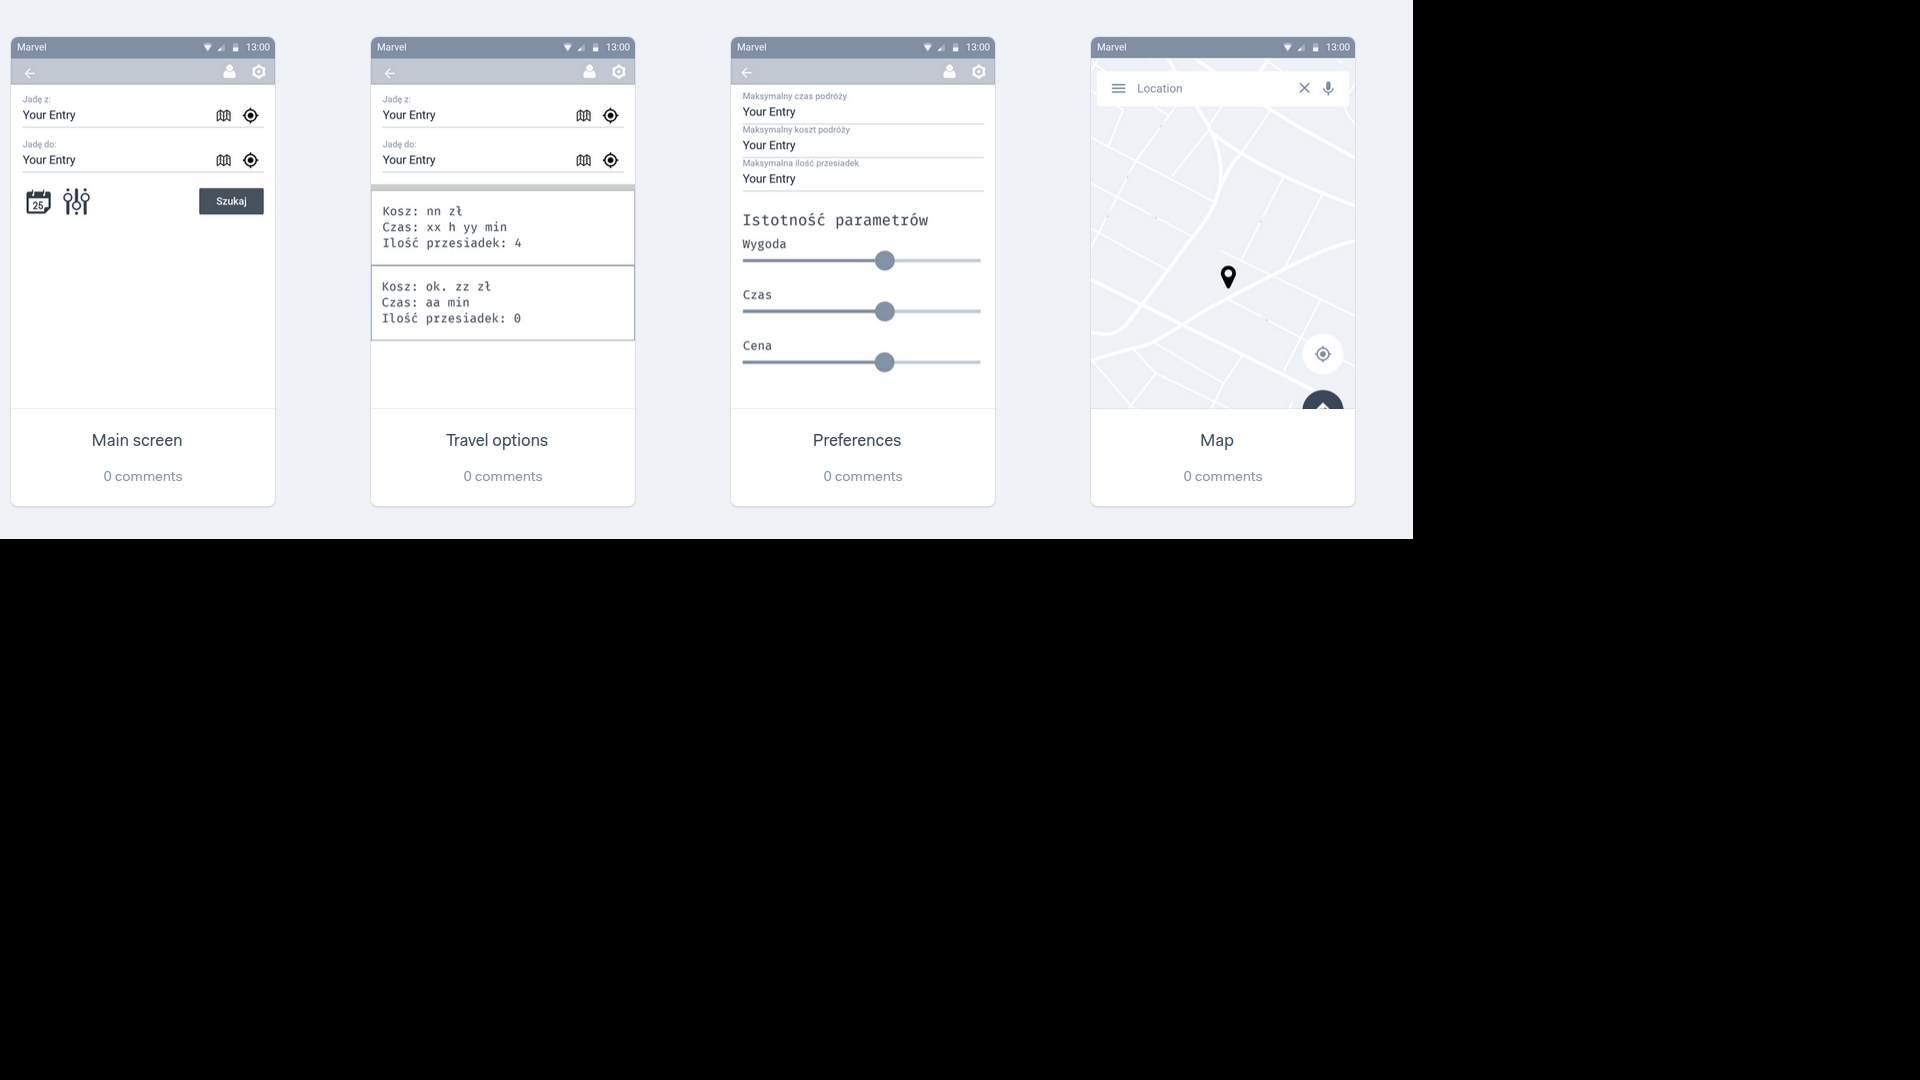 Marvel 13:00
Jadę z:
Your Entry
Jadę do:
Your Entry
25 Szukaj
Main screen
0 comments
Marvel 13:00
Jadę z:
Your Entry
Jadę do:
Your Entry
Kosz: nn zł
Czas: xx h yy min
Ilość przesiadek: 4
Kosz: ok. zz zł
Czas: aa min
Ilość przesiadek: 0
Travel options
0 comments
Marvel 13:00
Maksymalny czas podróży
Your Entry
Maksymalny koszt podróży
Your Entry
Maksymalna ilość przesiadek
Your Entry
Istotność parametrów
Wygoda
Czas
Cena
Preferences
0 comments
Marvel 13:00
Location
Map
0 comments